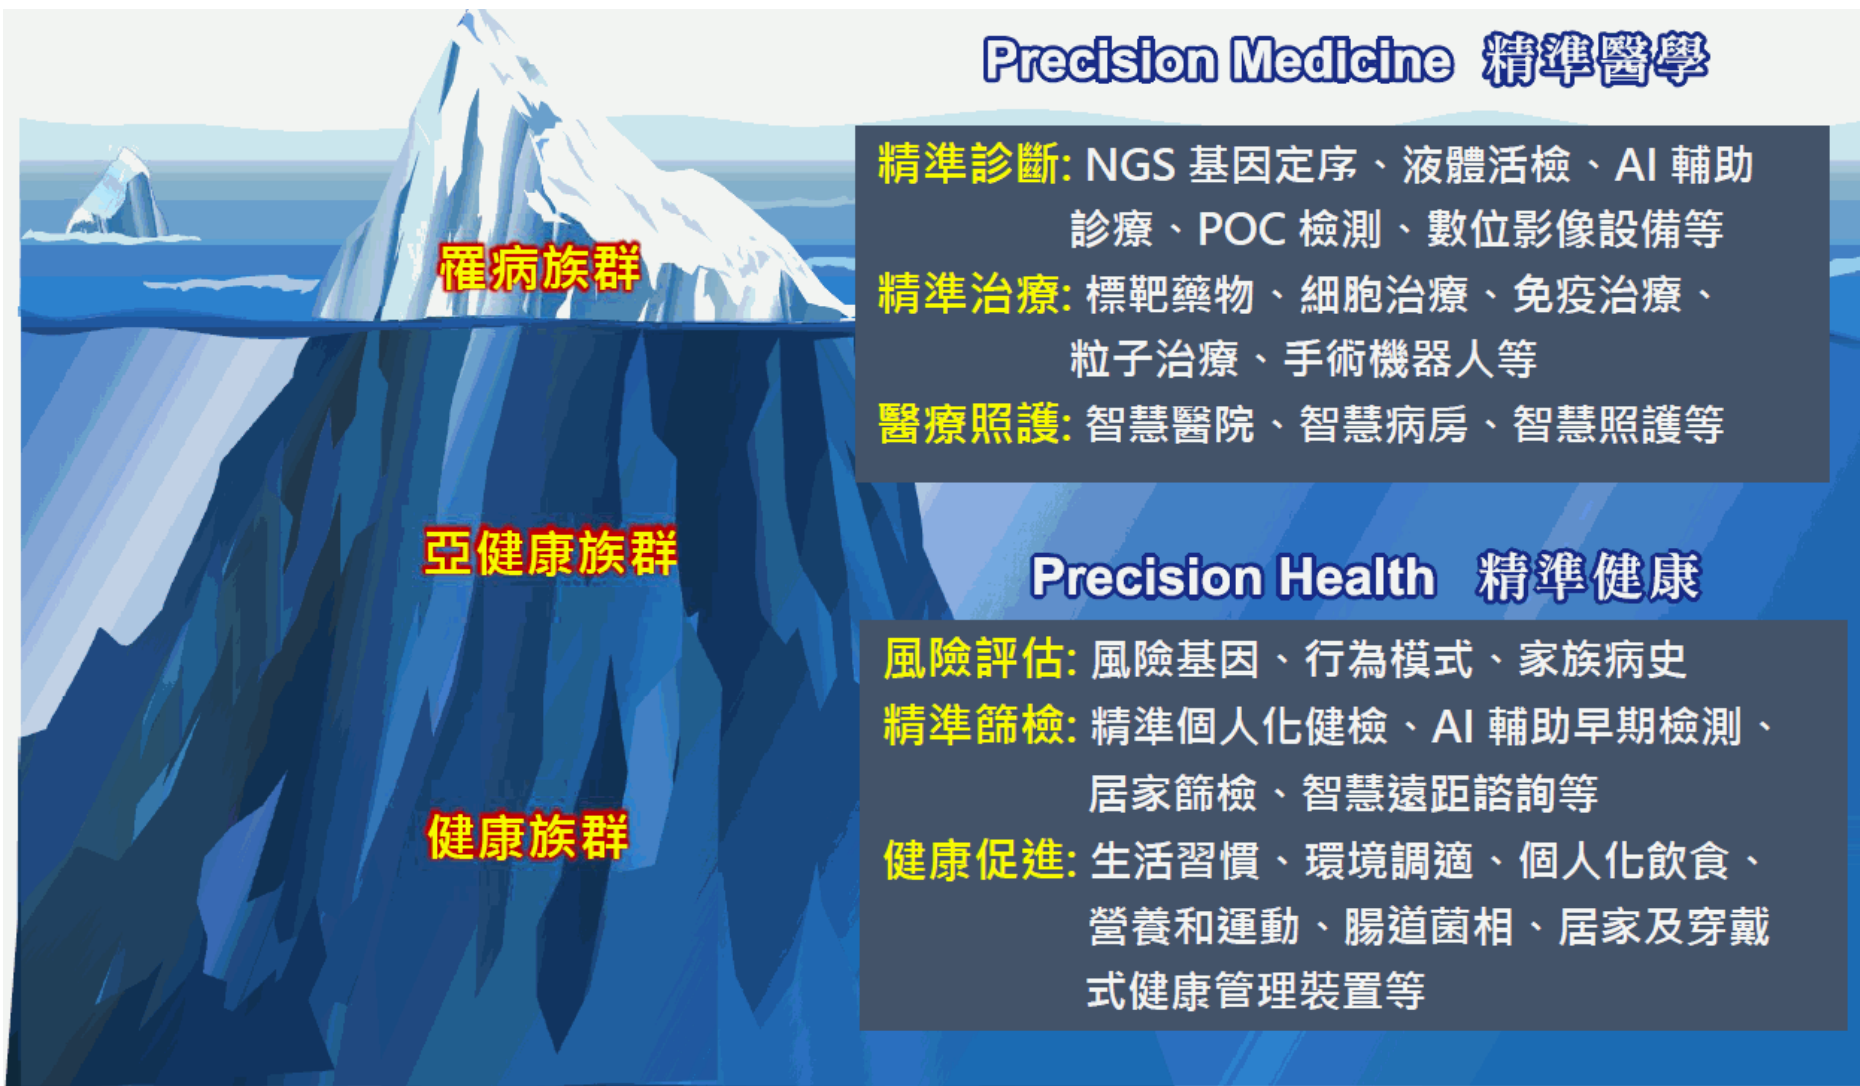 Precision Medicine 精準醫學
精準診斷: NGS 基因定序、液體活檢、AI 輔助
診療、POC 檢測、數位影像設備等
精準治療: 標靶藥物、細胞治療、免疫治療、
粒子治療、手術機器人等
醫療照護: 智慧醫院、智慧病房、智慧照護等
罹病族群
亞健康族群
健康族群
Precision Health 精準健康
風險評估: 風險基因、行為模式、家族病史
精準篩檢: 精準個人化健檢、AI 輔助早期檢測、
居家篩檢、智慧遠距諮詢等
健康促進: 生活習慣、環境調適、個人化飲食、
營養和運動、腸道菌相、居家及穿戴
式健康管理裝置等